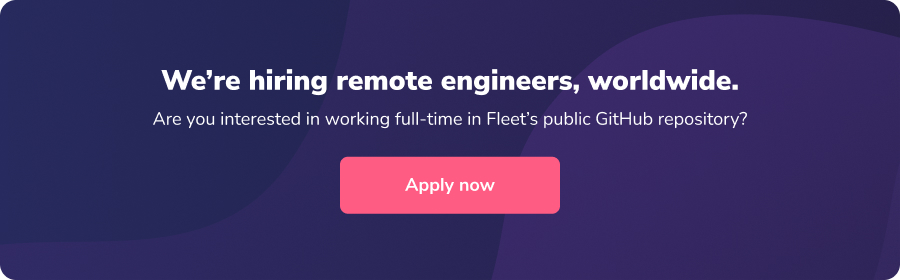 We’re hiring remote engineers, worldwide.
Are you interested in working full-time in Fleet’s public GitHub repository?
Apply now